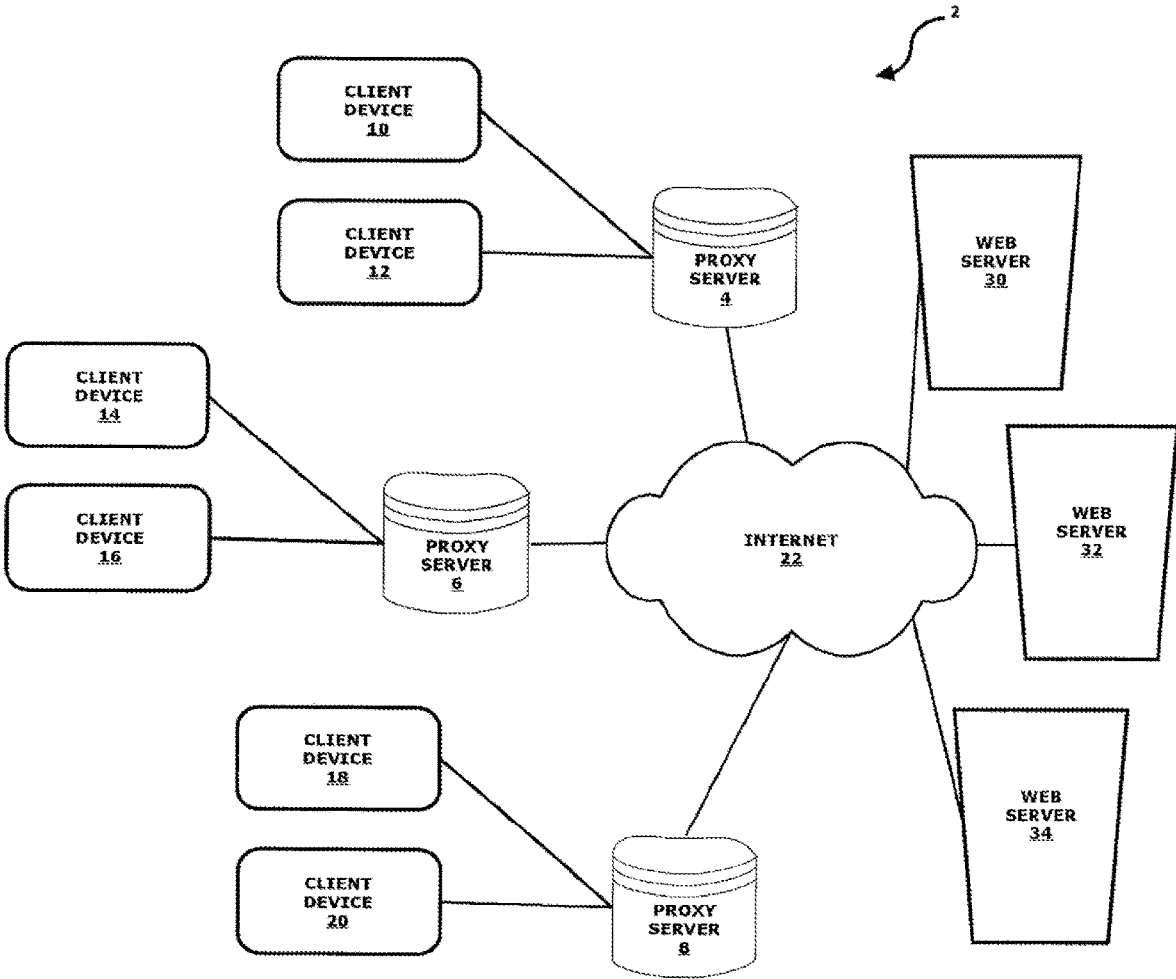 2
CLIENT
DEVICE
10
CLIENT
DEVICE
12
PROXY
SERVER
4
WEB
SERVER
30
CLIENT
DEVICE
14
CLIENT
DEVICE
16
PROXY
SERVER
6
INTERNET
22
WEB
SERVER
32
CLIENT
DEVICE
18
CLIENT
DEVICE
20
PROXY
SERVER
8
WEB
SERVER
34